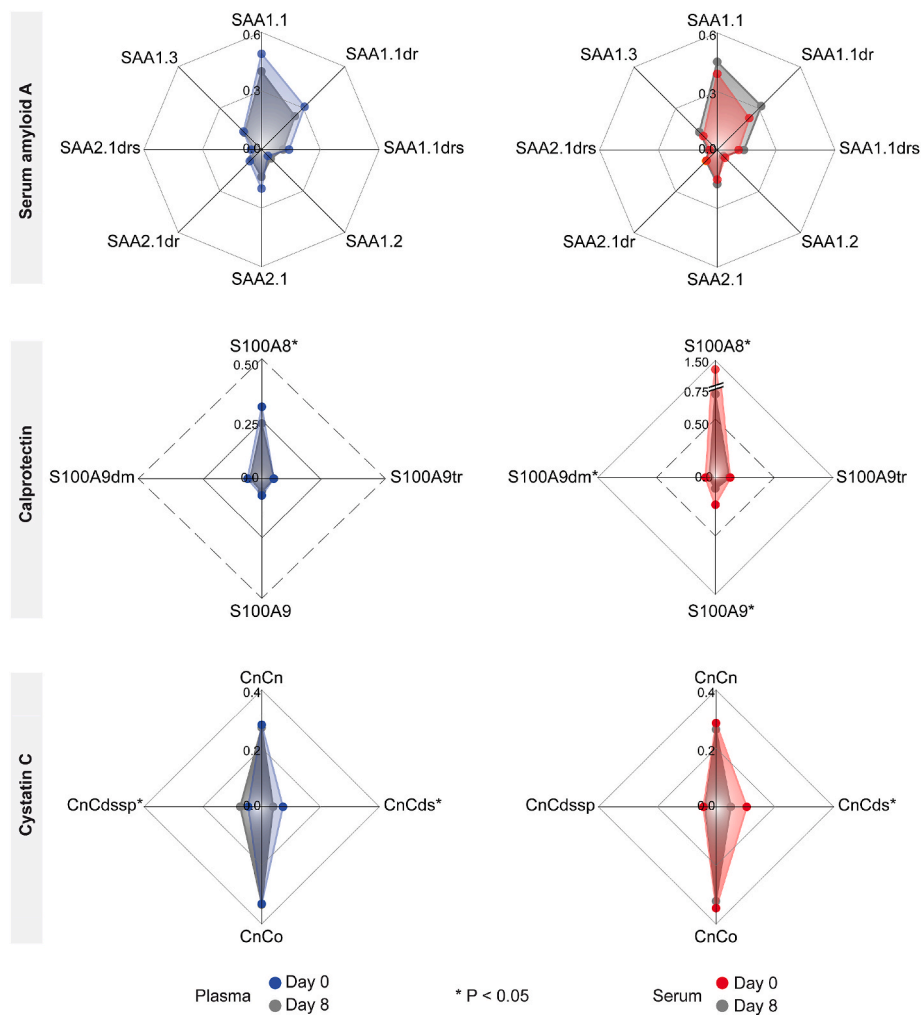 Serum amyloid A
SAA1.1
0.6
SAA1.1dr
SAA1.3
0.3
SAA2.1drs
0.0
SAA1.1drs
SAA2.1dr
SAA1.2
SAA2.1
SAA1.1
0.6
SAA1.1dr
SAA1.3
0.3
SAA2.1drs
0.0
SAA1.1drs
SAA2.1dr
SAA1.2
SAA2.1
Calprotectin
S100A8*
0.50
0.25
S100A9dm
0.0
S100A9tr
S100A9
S100A8*
1.50
0.75
0.50
S100A9dm*
0.0
S100A9tr
S100A9*
Cystatin C
CnCn
0.4
0.2
CnCdssp*
0.0
CnCds*
CnCo
CnCn
0.4
0.2
CnCdssp
0.0
CnCds*
CnCo
Plasma
Day 0
Day 8
* P < 0.05
Serum
Day 0
Day 8